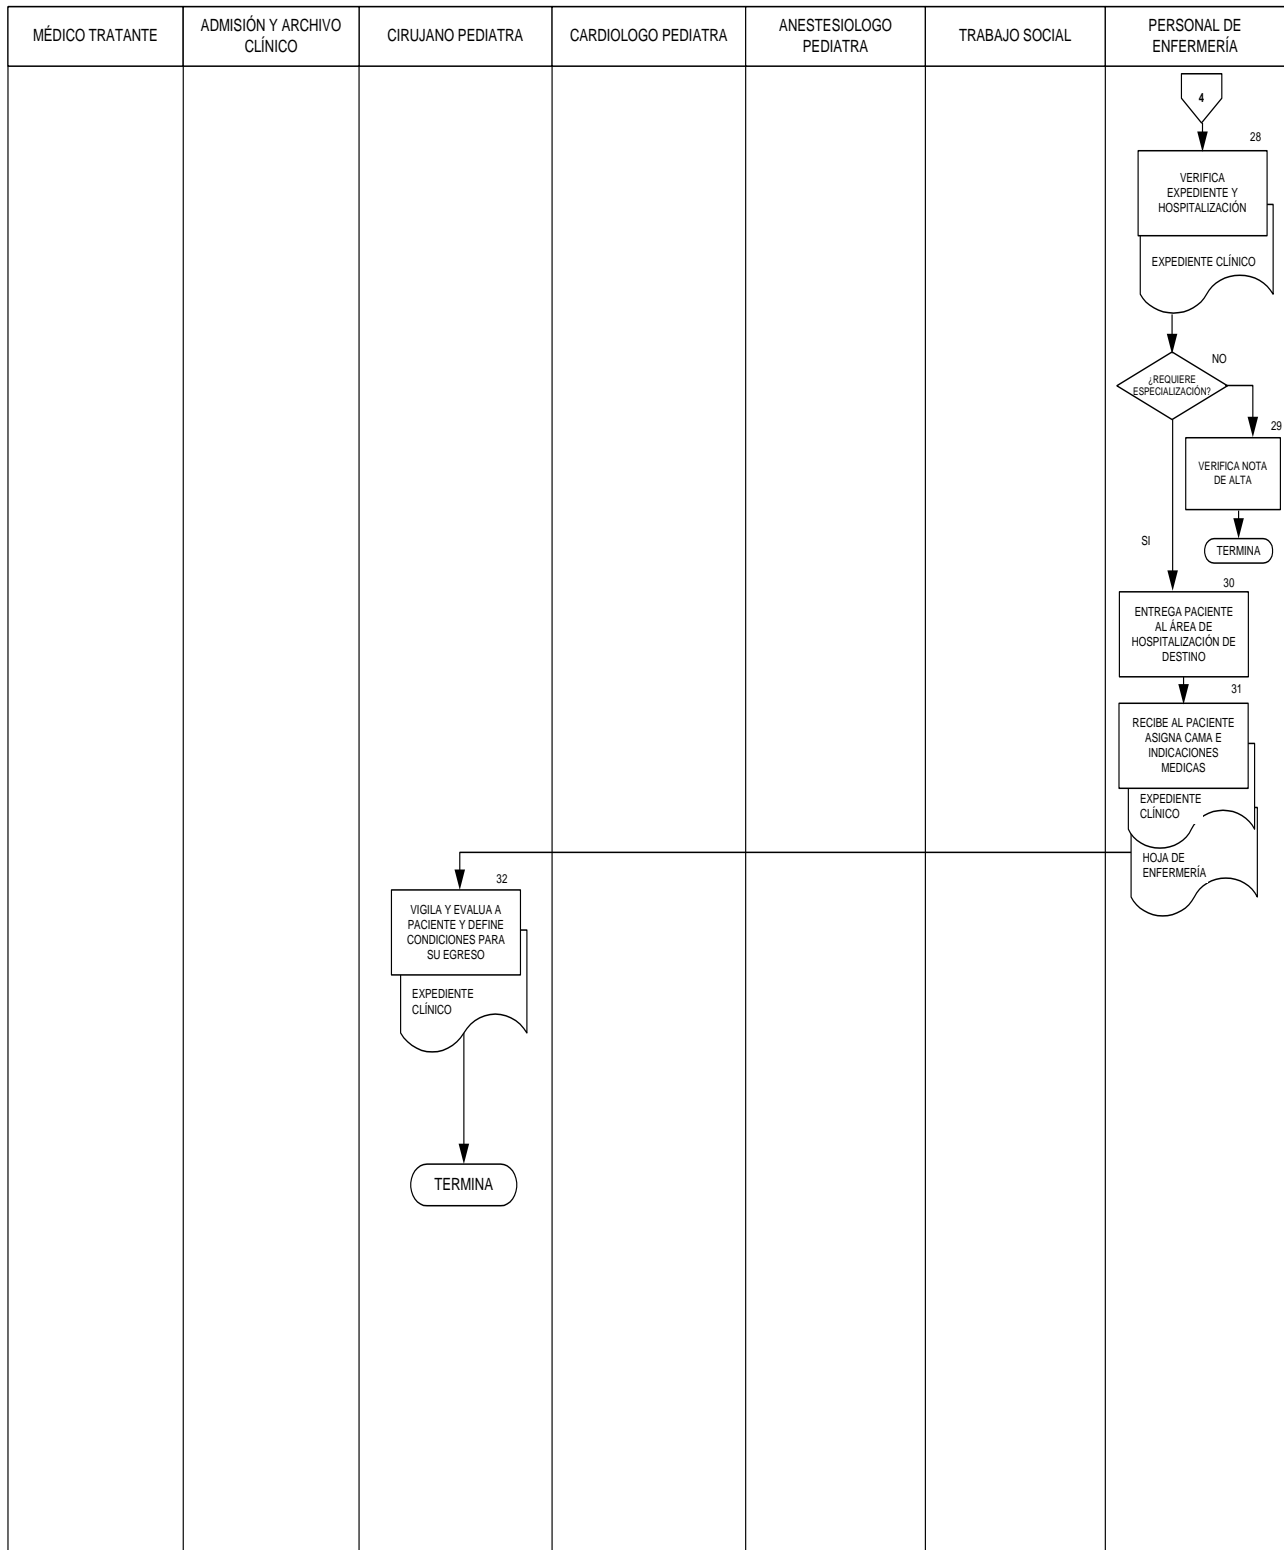 MÉDICO TRATANTE
ADMISIÓN Y ARCHIVO
CLÍNICO
CIRUJANO PEDIATRA
CARDIOLOGO PEDIATRA
ANESTESIOLOGO
PEDIATRA
TRABAJO SOCIAL
PERSONAL DE
ENFERMERÍA
4
28
VERIFICA
EXPEDIENTE Y
HOSPITALIZACIÓN
EXPEDIENTE CLÍNICO
NO
¿REQUIERE
ESPECIALIZACIÓN?
29
VERIFICA NOTA
DE ALTA
SI
TERMINA
30
ENTREGA PACIENTE
AL ÁREA DE
HOSPITALIZACIÓN DE
DESTINO
31
RECIBE AL PACIENTE
ASIGNA CAMA E
INDICACIONES
MEDICAS
EXPEDIENTE
CLÍNICO
HOJA DE
ENFERMERÍA
32
VIGILA Y EVALUA A
PACIENTE Y DEFINE
CONDICIONES PARA
SU EGRESO
EXPEDIENTE
CLÍNICO
TERMINA